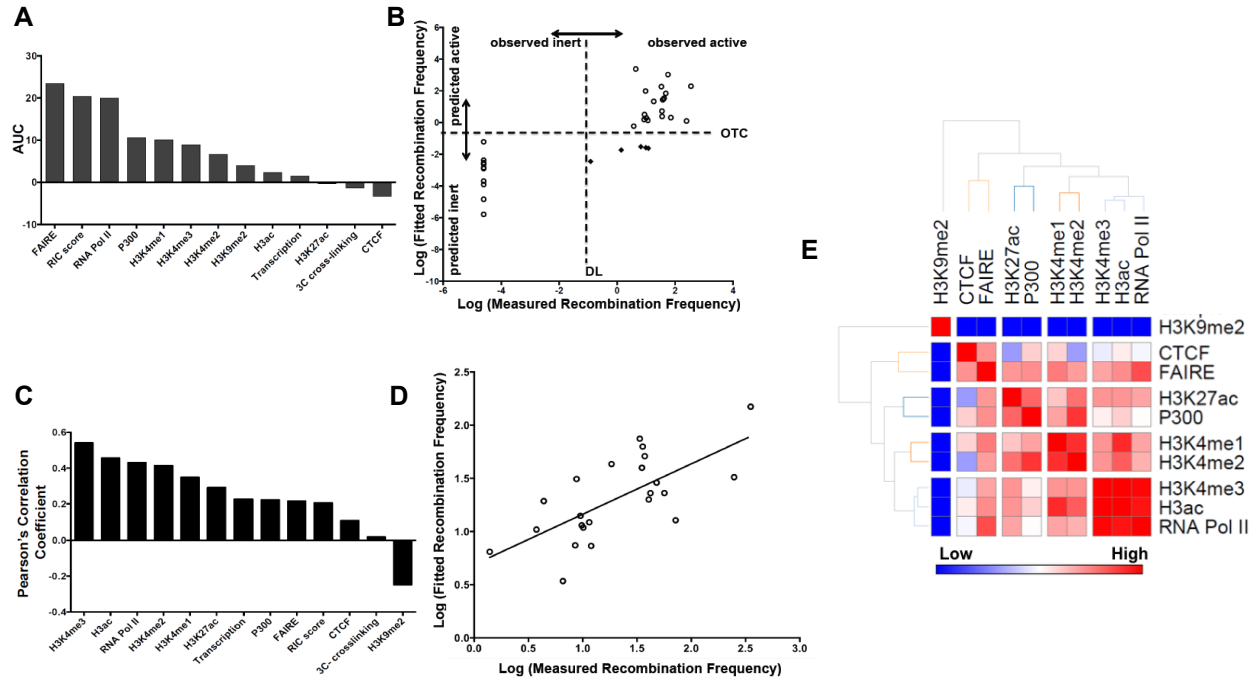 A
30
20
10
0
-10
AUC
FAIRE
RIC score
RNA Pol II
P300
H3K4me1
H3K4me3
H3K4me2
H3K9me2
H3ac
Transcription
H3K27ac
3C cross-linking
CTCF
B
6
4
2
0
-2
-4
-6
-8
-10
-6
-4
-2
0
2
4
Log (Fitted Recombination Frequency)
predicted active
predicted inert
observed inert
observed active
OTC
DL
Log (Measured Recombination Frequency)
C
0.6
0.4
0.2
0.0
-0.2
-0.4
Pearson's Correlation
Coefficient
H3K4me3
H3ac
RNA Pol II
H3K4me2
H3K4me1
H3K27ac
Transcription
P300
FAIRE
RIC score
CTCF
3C- crosslinking
H3K9me2
D
2.5
2.0
1.5
1.0
0.5
0.0
0.0
0.5
1.0
1.5
2.0
2.5
3.0
Log (Fitted Recombination Frequency)
Log (Measured Recombination Frequency)
E
H3K9me2
CTCF
FAIRE
H3K27ac
P300
H3K4me1
H3K4me2
H3K4me3
H3ac
RNA Pol II
H3K9me2
CTCF
FAIRE
H3K27ac
P300
H3K4me1
H3K4me2
H3K4me3
H3ac
RNA Pol II
Low
High